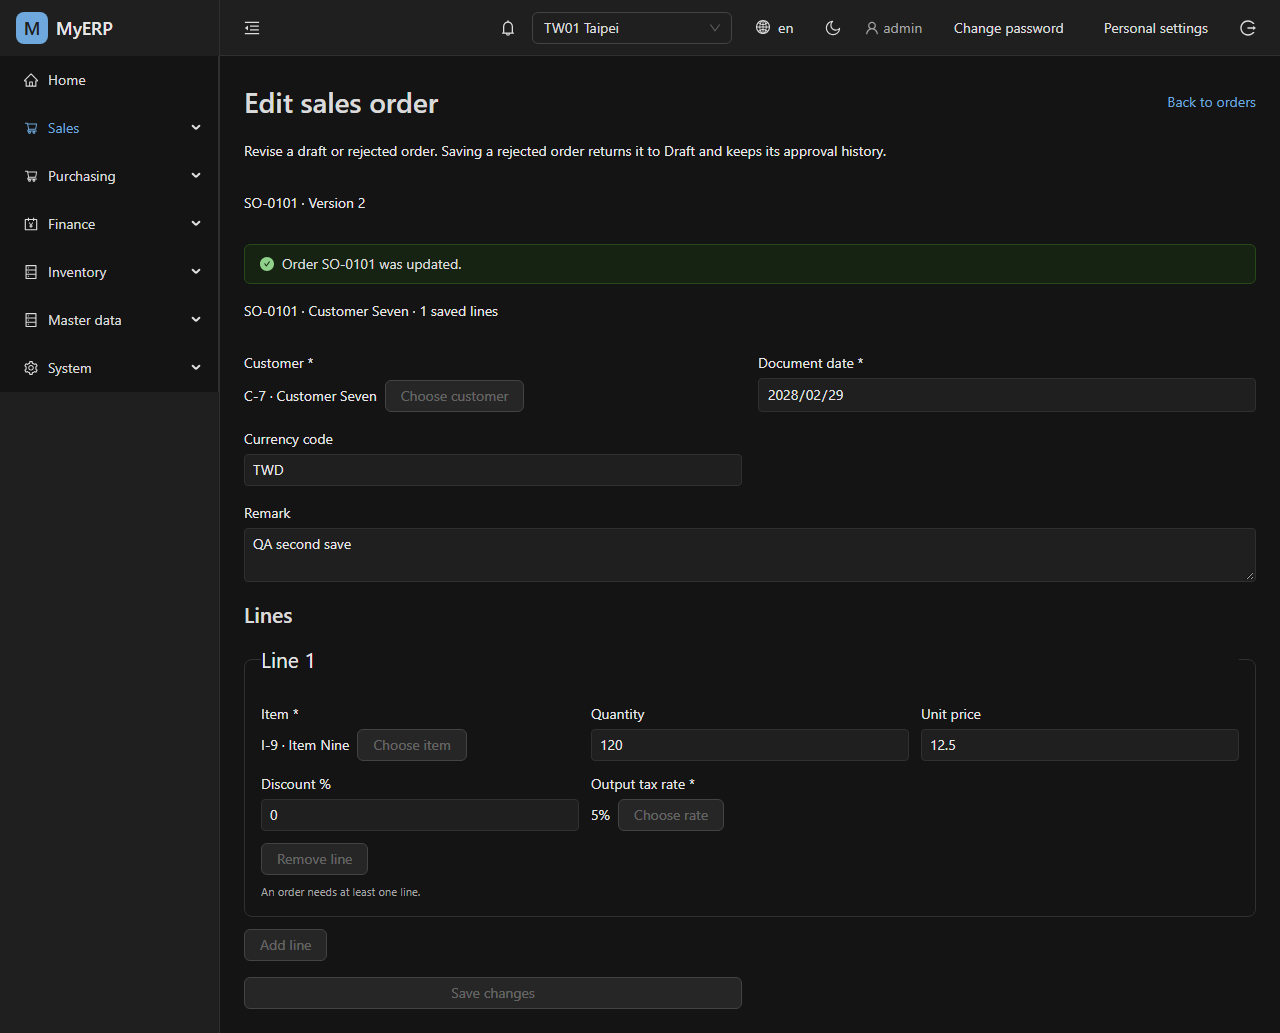 M MyERP
TW01 Taipei
en
admin
Change password
Personal settings
Home
Sales
Purchasing
Finance
Inventory
Master data
System
Edit sales order
Back to orders
Revise a draft or rejected order. Saving a rejected order returns it to Draft and keeps its approval history.
SO-0101 · Version 2
Order SO-0101 was updated.
SO-0101 · Customer Seven · 1 saved lines
Customer *
C-7 · Customer Seven
Choose customer
Document date *
2028/02/29
Currency code
TWD
Remark
QA second save
Lines
Line 1
Item *
I-9 · Item Nine
Choose item
Quantity
120
Unit price
12.5
Discount %
0
Output tax rate *
5%
Choose rate
Remove line
An order needs at least one line.
Add line
Save changes